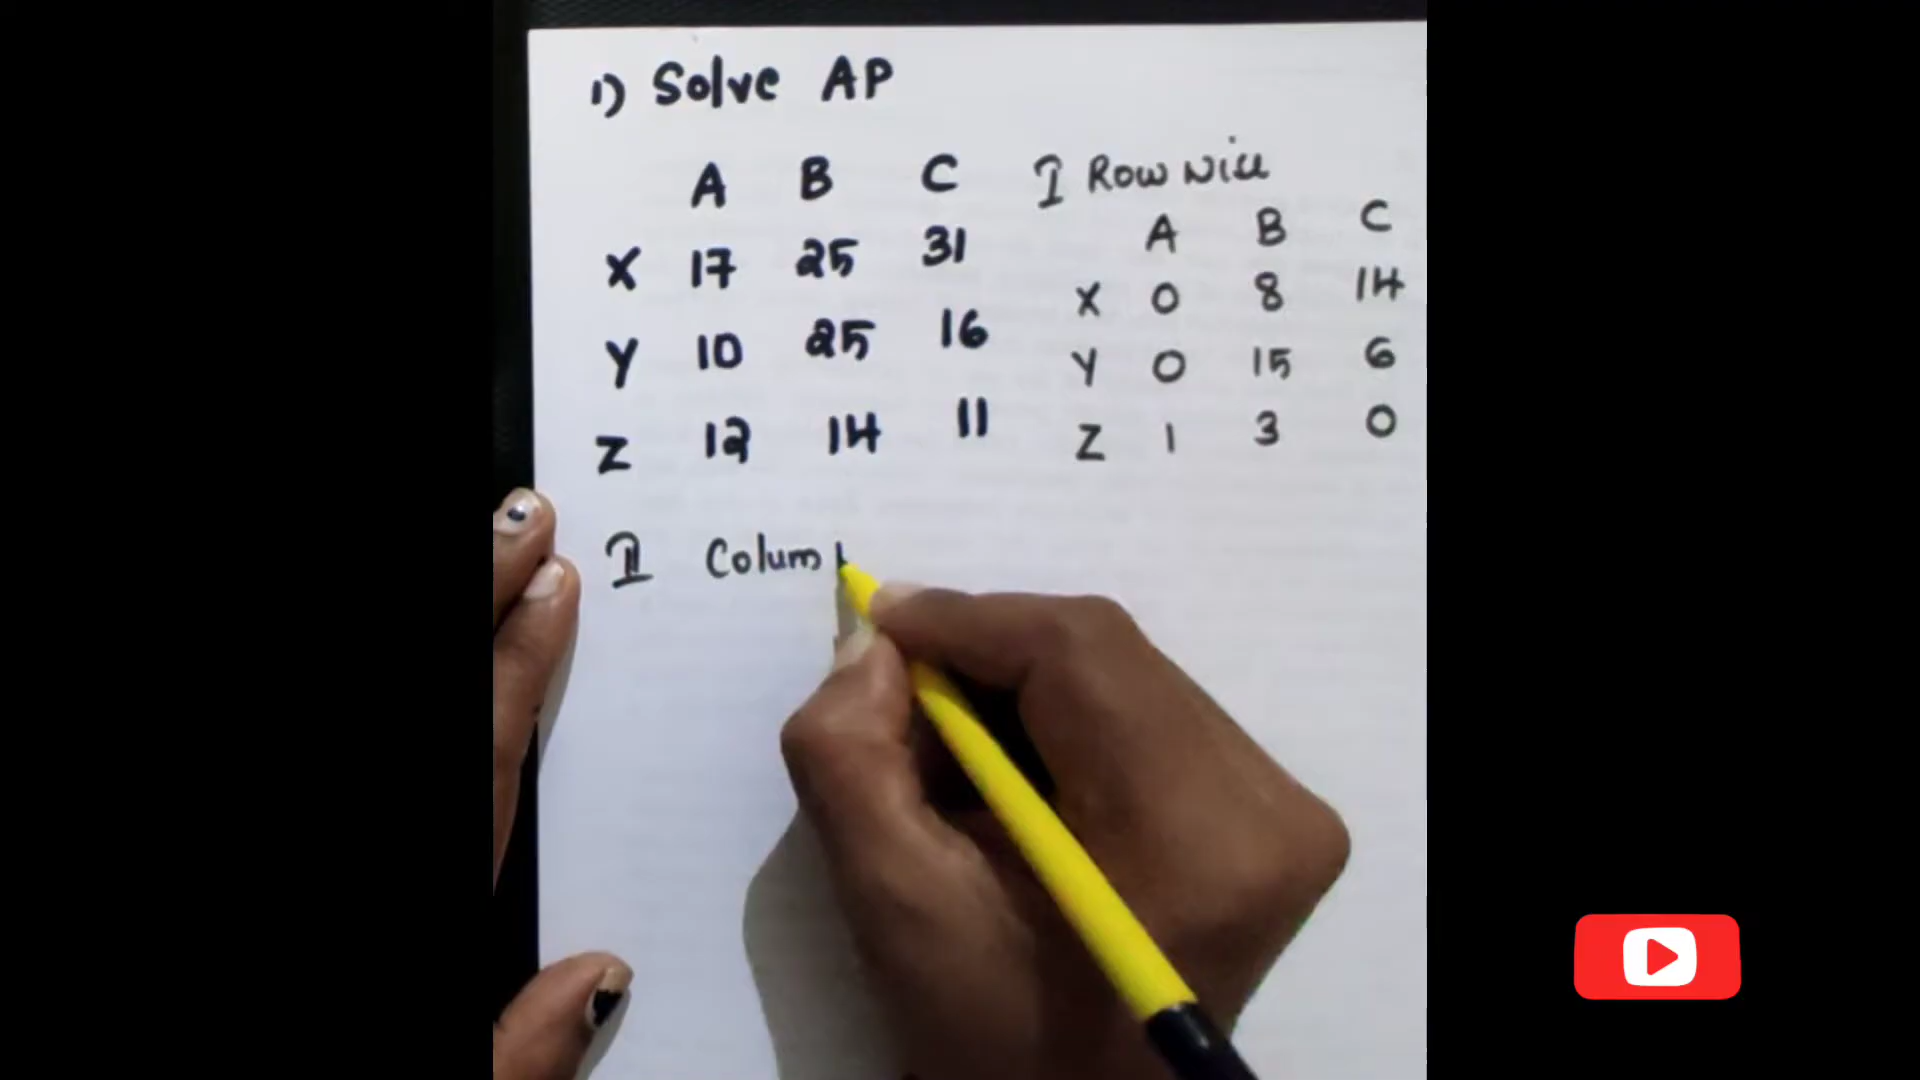 1) Solve AP
A B C
X 17 25 31
Y 10 25 16
Z 12 14 11
I Row wise
A B C
X 0 8 14
Y 0 15 6
Z 1 3 0
II Colum